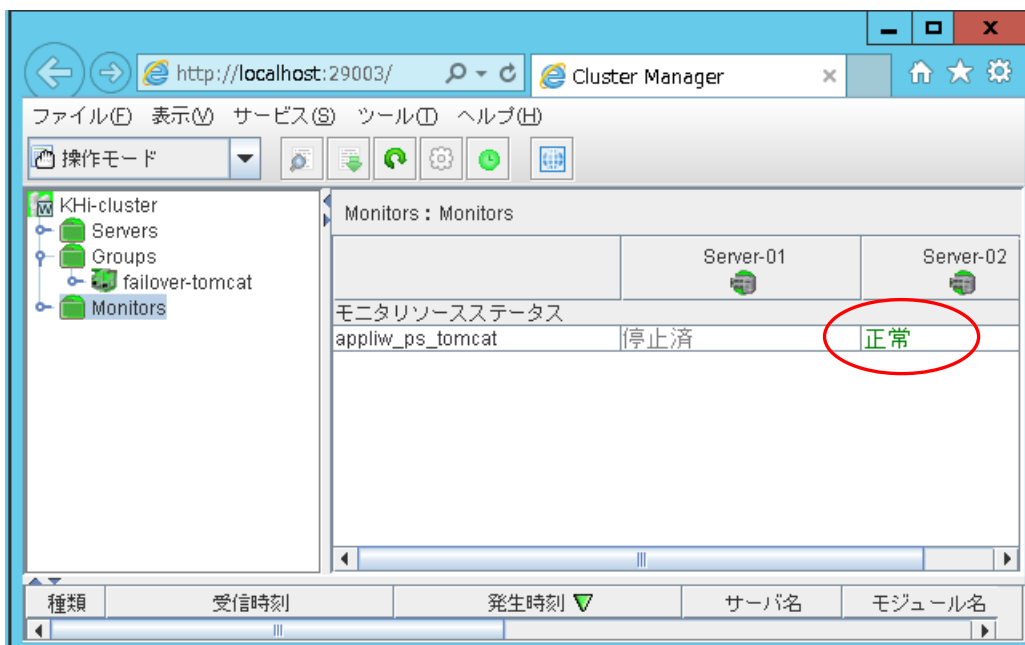 http://localhost:29003/
Cluster Manager
ファイル(F) 表示(V) サービス(S) ツール(T) ヘルプ(H)
操作モード
KHi-cluster
Servers
Groups
failover-tomcat
Monitors
Monitors : Monitors
Server-01 Server-02
モニタリソースステータス
appliw_ps_tomcat 停止済 正常
種類 受信時刻 発生時刻 サーバ名 モジュール名